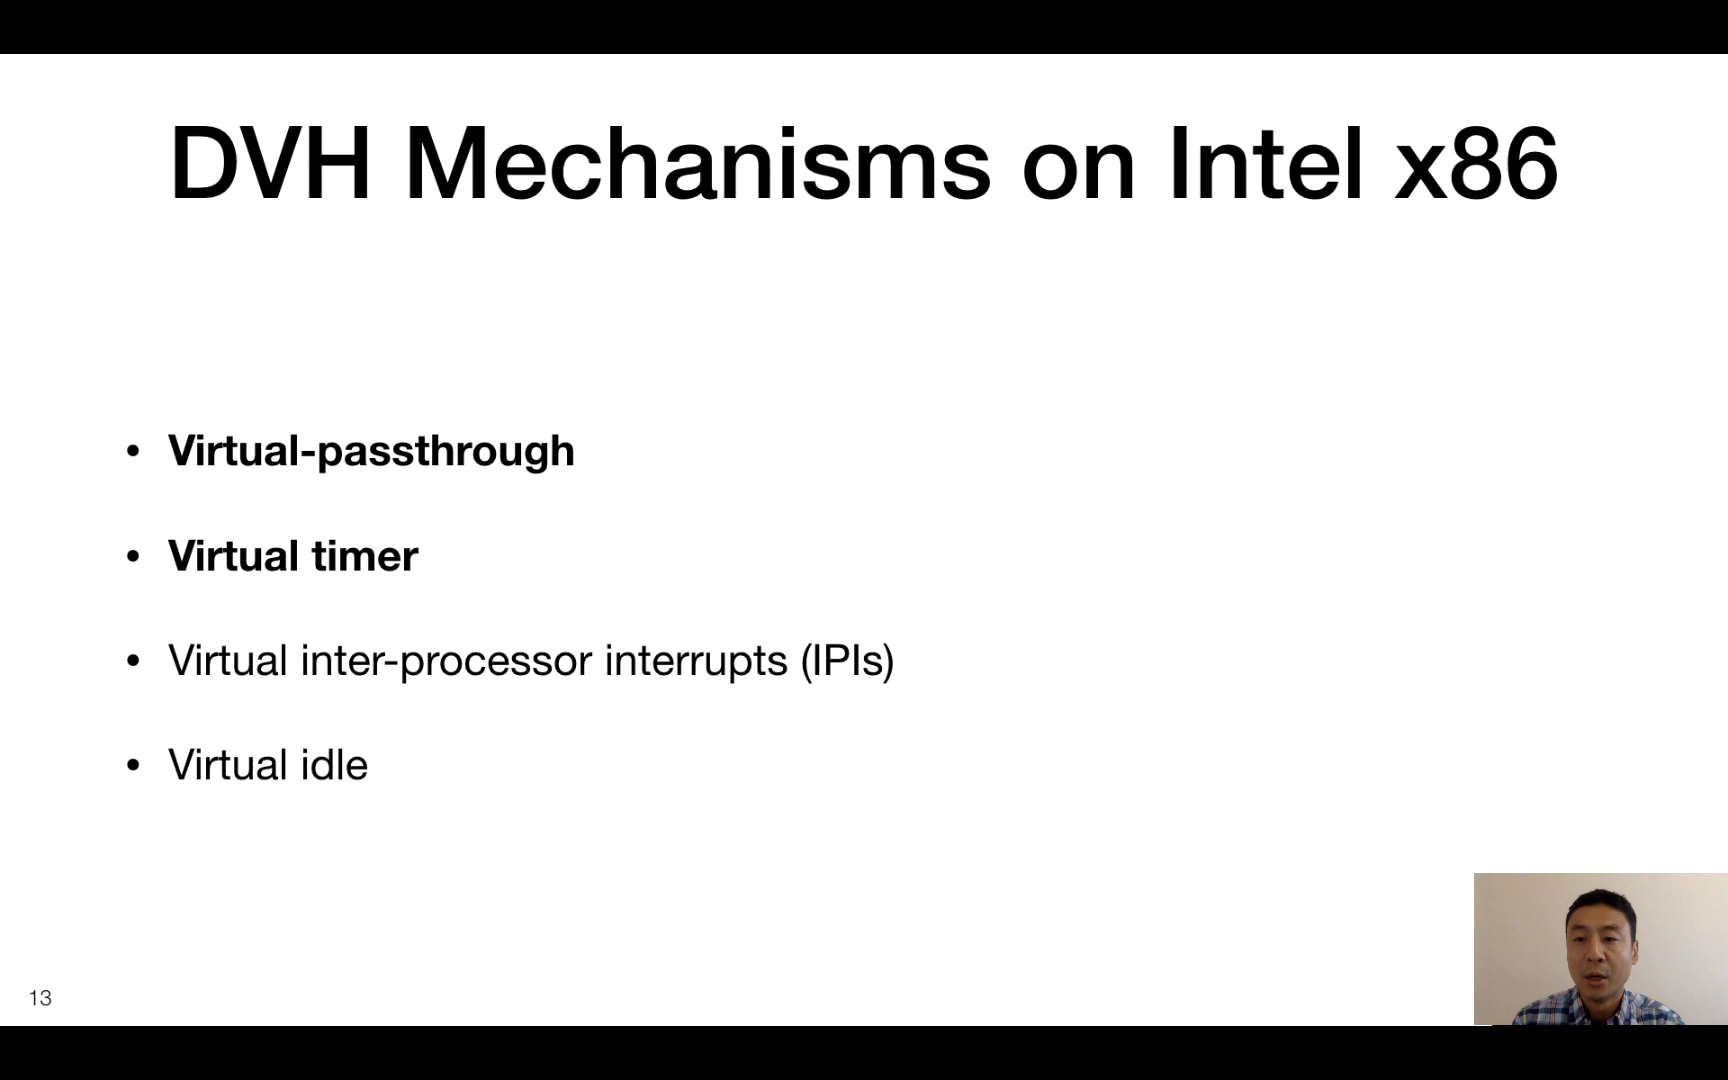 DVH Mechanisms on Intel x86
• Virtual-passthrough
• Virtual timer
• Virtual inter-processor interrupts (IPIs)
• Virtual idle
13